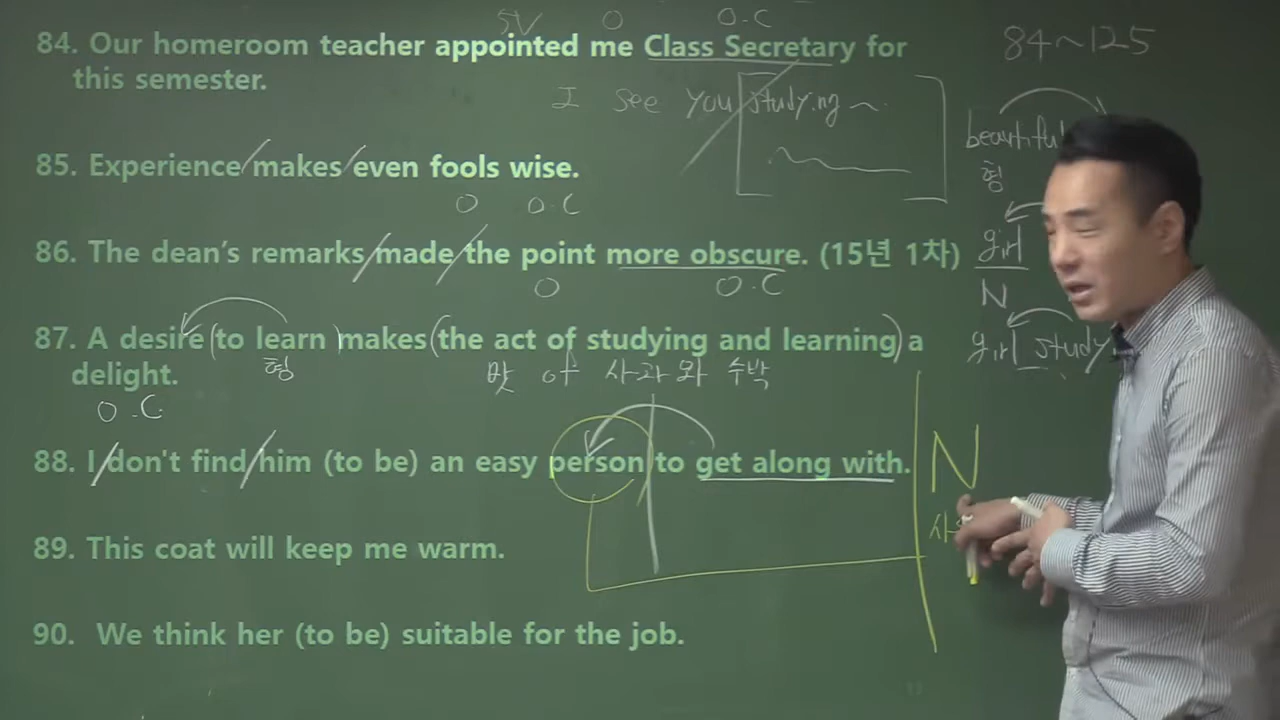 SV O O.C
84~125
84. Our homeroom teacher appointed me Class Secretary for
this semester.
I see you studying ~
beautiful
형
85. Experience makes even fools wise.
O O.C
girl
86. The dean's remarks made the point more obscure. (15년 1차)
O O.C
N
87. A desire (to learn) makes (the act of studying and learning) a
girl study
형 맛 of 사과와 수박
delight.
O.C
88. I don't find him (to be) an easy person to get along with.
N
89. This coat will keep me warm.
90. We think her (to be) suitable for the job.